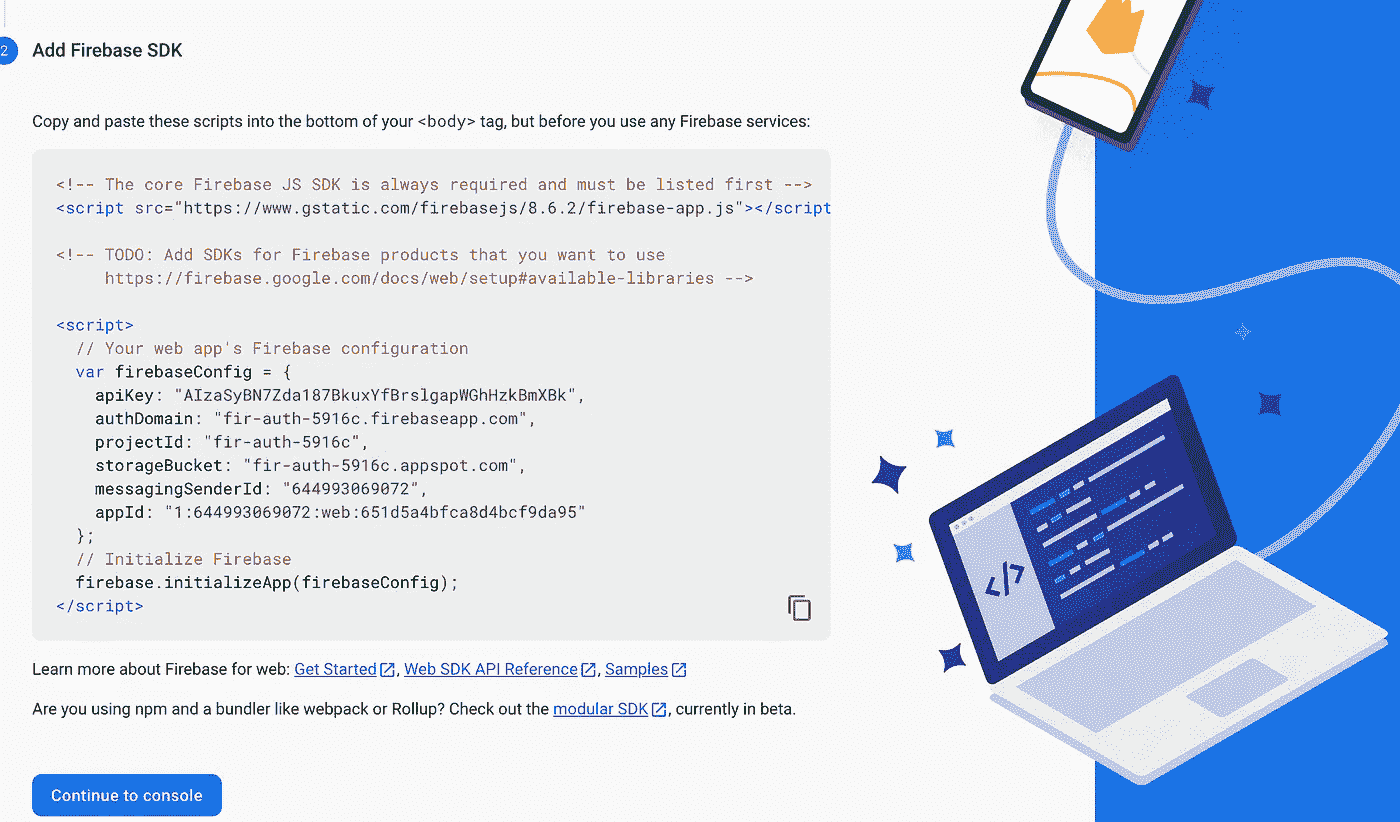 2 Add Firebase SDK
Copy and paste these scripts into the bottom of your <body> tag, but before you use any Firebase services:
<!-- The core Firebase JS SDK is always required and must be listed first -->
<script src="https://www.gstatic.com/firebasejs/8.6.2/firebase-app.js"></script
<!-- TODO: Add SDKs for Firebase products that you want to use
https://firebase.google.com/docs/web/setup#available-libraries -->
<script>
// Your web app's Firebase configuration
var firebaseConfig = {
apiKey: "AIzaSyBN7Zda187BkuxYfBrslgapWGhHzkBmXBk",
authDomain: "fir-auth-5916c.firebaseapp.com",
projectId: "fir-auth-5916c",
storageBucket: "fir-auth-5916c.appspot.com",
messagingSenderId: "644993069072",
appId: "1:644993069072:web:651d5a4bfca8d4bcf9da95"
};
// Initialize Firebase
firebase.initializeApp(firebaseConfig);
</script>
Learn more about Firebase for web: Get Started, Web SDK API Reference, Samples
Are you using npm and a bundler like webpack or Rollup? Check out the modular SDK, currently in beta.
Continue to console
</>